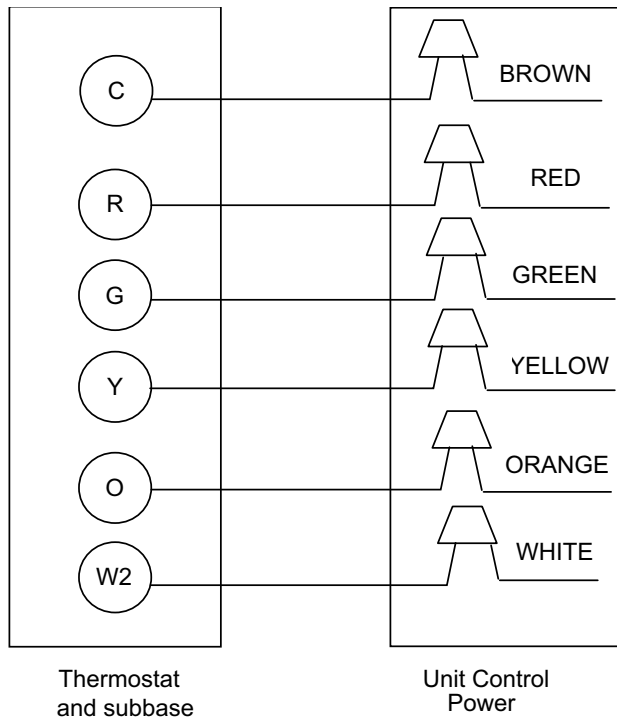 C
BROWN
R
RED
G
GREEN
Y
YELLOW
O
ORANGE
W2
WHITE
Thermostat
and subbase
Unit Control
Power